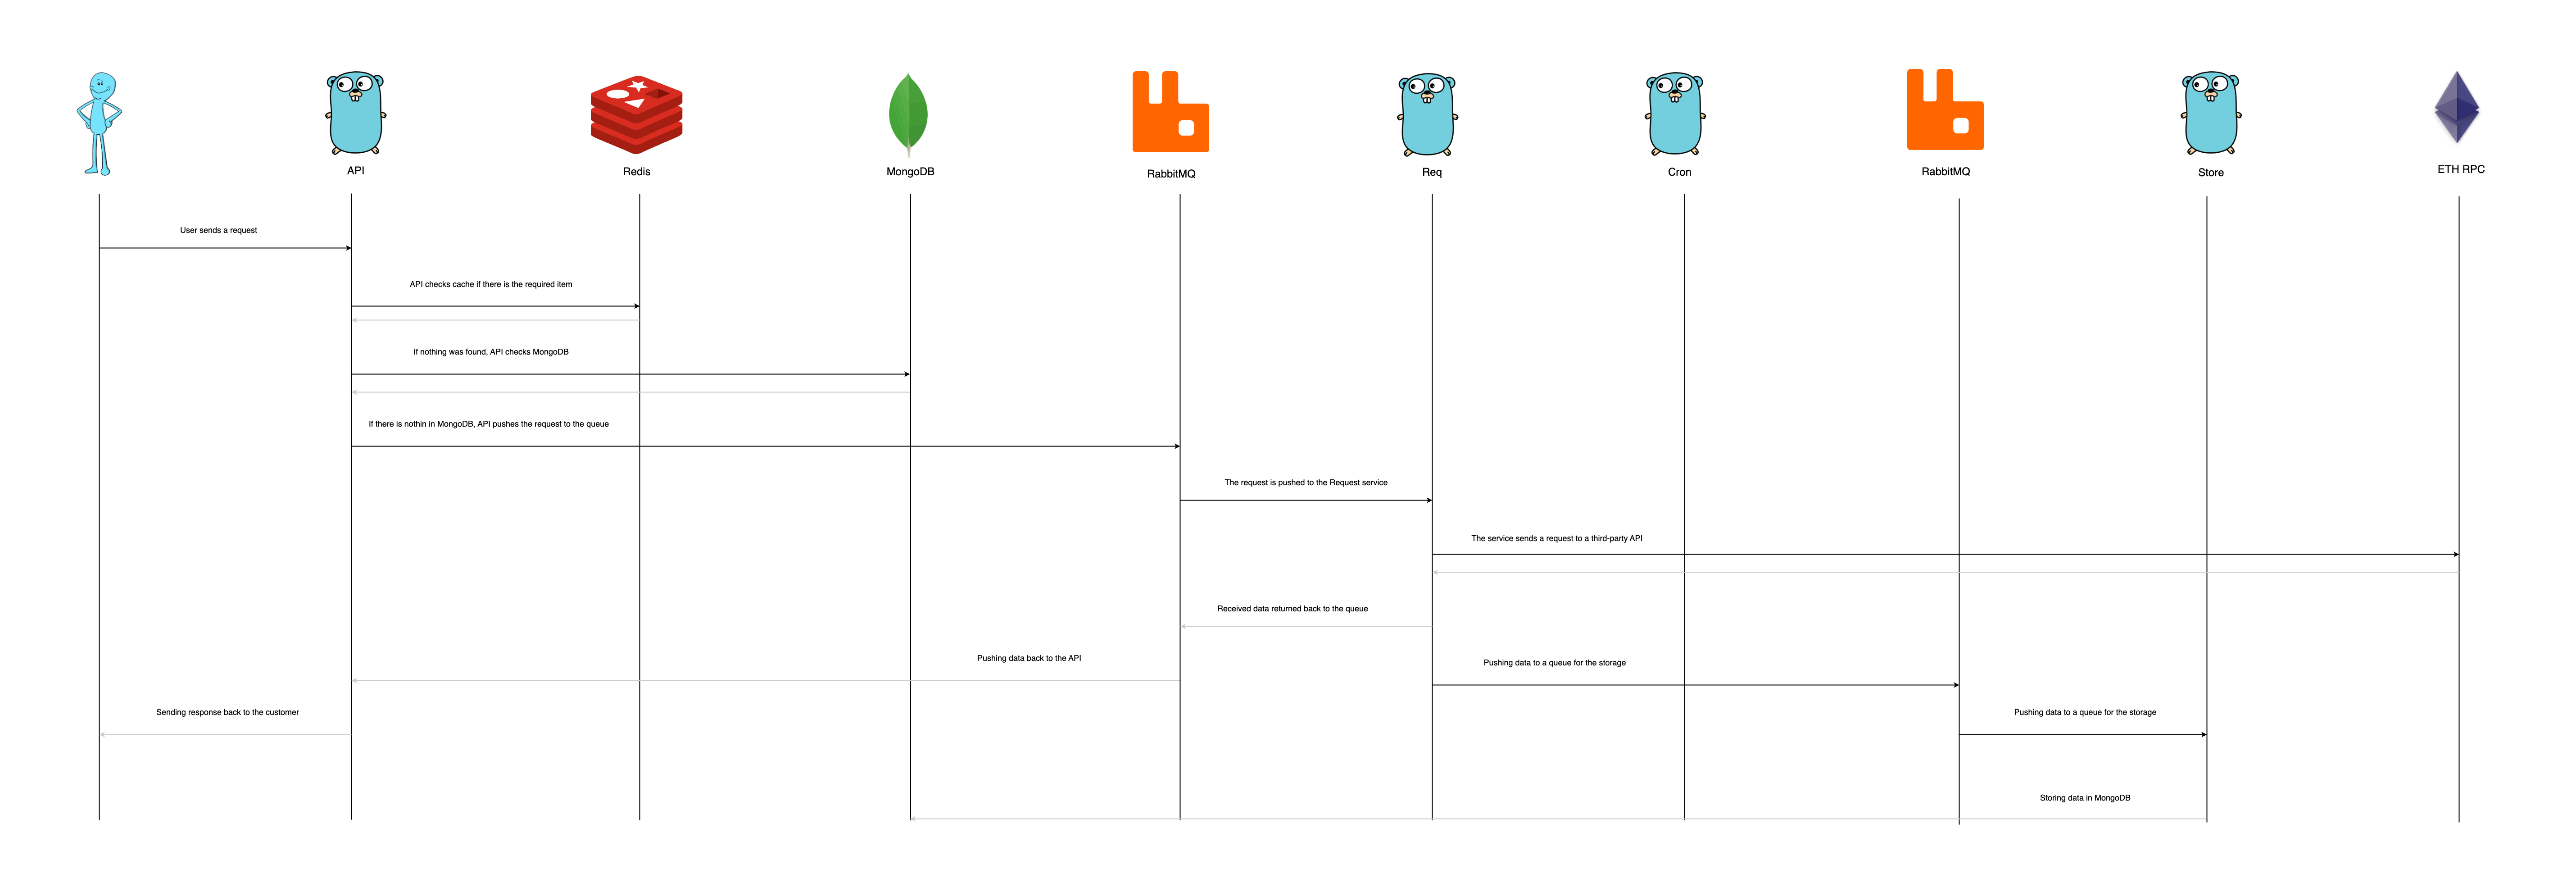 API
Redis
MongoDB
RabbitMQ
Req
Cron
RabbitMQ
Store
ETH RPC
User sends a request
API checks cache if there is the required item
If nothing was found, API checks MongoDB
If there is nothin in MongoDB, API pushes the request to the queue
The request is pushed to the Request service
The service sends a request to a third-party API
Received data returned back to the queue
Pushing data back to the API
Pushing data to a queue for the storage
Sending response back to the customer
Pushing data to a queue for the storage
Storing data in MongoDB